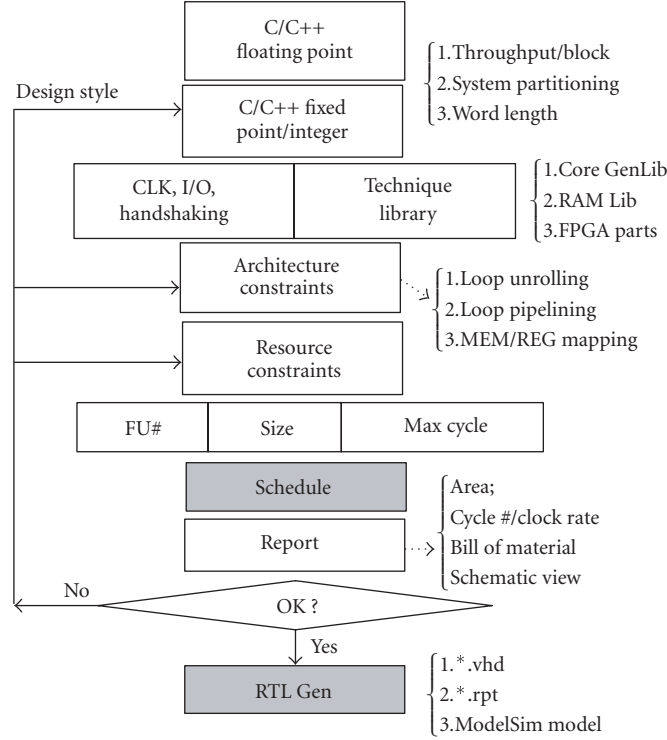 C/C++
floating point
1.Throughput/block
2.System partitioning
3.Word length
Design style
C/C++ fixed
point/integer
CLK, I/O,
handshaking
Technique
library
1.Core GenLib
2.RAM Lib
3.FPGA parts
Architecture
constraints
1.Loop unrolling
2.Loop pipelining
3.MEM/REG mapping
Resource
constraints
FU#
Size
Max cycle
Schedule
Report
Area;
Cycle #/clock rate
Bill of material
Schematic view
No
OK ?
Yes
RTL Gen
1.*.vhd
2.*.rpt
3.ModelSim model